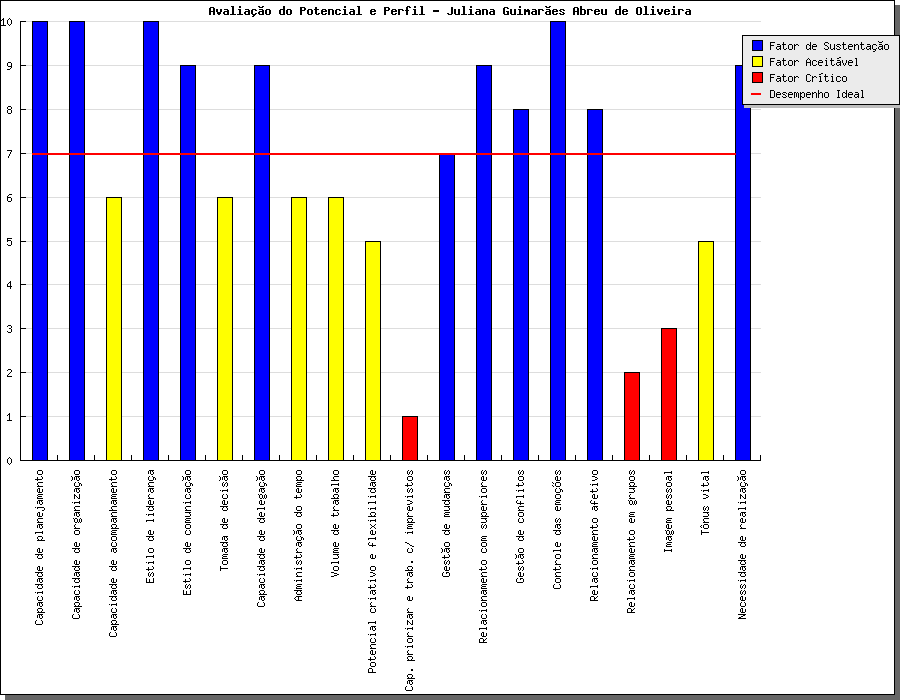 Avaliação do Potencial e Perfil - Juliana Guimarães Abreu de Oliveira
Fator de Sustentação
Fator Aceitável
Fator Crítico
Desempenho Ideal
10
9
8
7
6
5
4
3
2
1
0
Capacidade de planejamento
Capacidade de organização
Capacidade de acompanhamento
Estilo de liderança
Estilo de comunicação
Tomada de decisão
Capacidade de delegação
Administração do tempo
Volume de trabalho
Potencial criativo e flexibilidade
Cap. priorizar e trab. c/ imprevistos
Gestão de mudanças
Relacionamento com superiores
Gestão de conflitos
Controle das emoções
Relacionamento afetivo
Relacionamento em grupos
Imagem pessoal
Tônus vital
Necessidade de realização